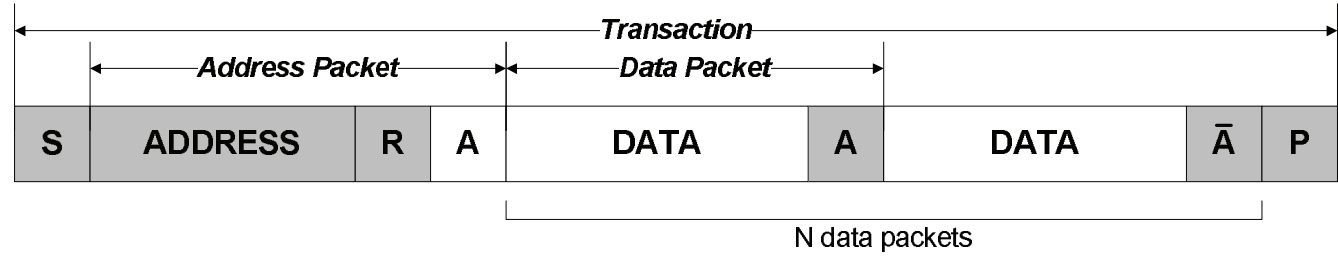 Transaction
Address Packet Data Packet
S ADDRESS R A DATA A DATA Ā P
N data packets